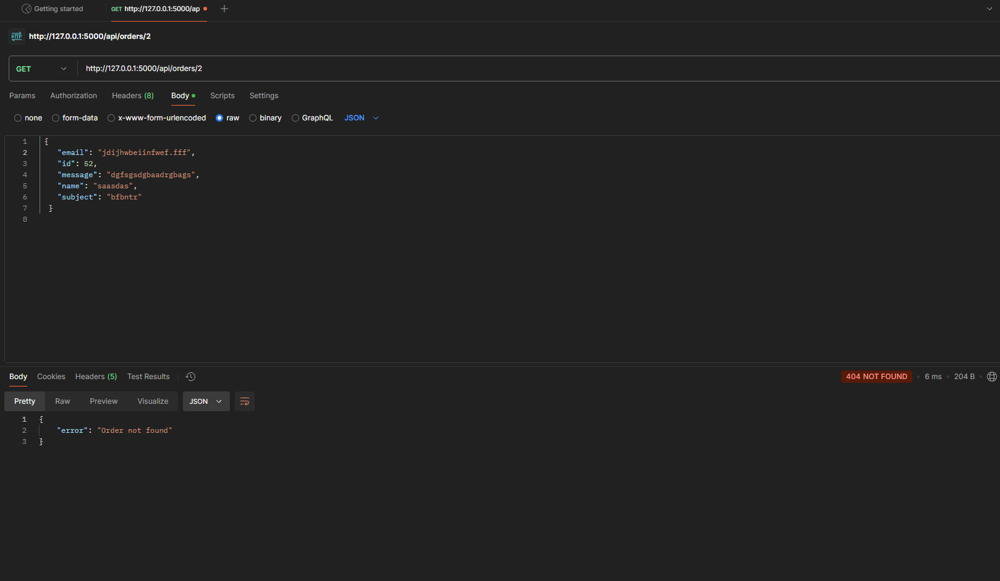 Getting started
GET http://127.0.0.1:5000/ap
HTTP http://127.0.0.1:5000/api/orders/2
GET http://127.0.0.1:5000/api/orders/2
Params Authorization Headers (8) Body Scripts Settings
none form-data x-www-form-urlencoded raw binary GraphQL JSON
1 {
2 "email": "jdijhwbeiinfwef.fff",
3 "id": 52,
4 "message": "dgfsgsdgbaadrgbags",
5 "name": "saasdas",
6 "subject": "bfbntr"
7 }
8
Body Cookies Headers (5) Test Results 404 NOT FOUND 6 ms 204 B
Pretty Raw Preview Visualize JSON
1 {
2 "error": "Order not found"
3 }